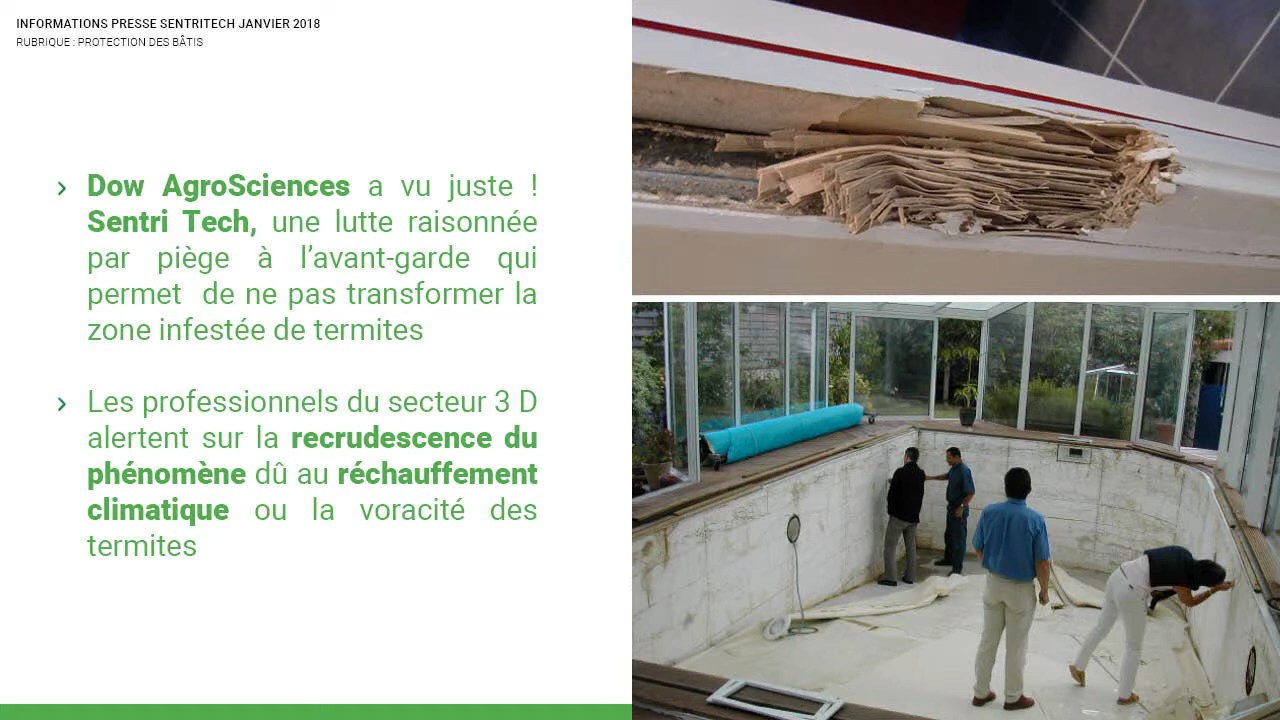 INFORMATIONS PRESSE SENTRITECH JANVIER 2018
RUBRIQUE : PROTECTION DES BÂTIS
› Dow AgroSciences a vu juste !
Sentri Tech, une lutte raisonnée
par piège à l’avant-garde qui
permet de ne pas transformer la
zone infestée de termites
› Les professionnels du secteur 3 D
alertent sur la recrudescence du
phénomène dû au réchauffement
climatique ou la voracité des
termites